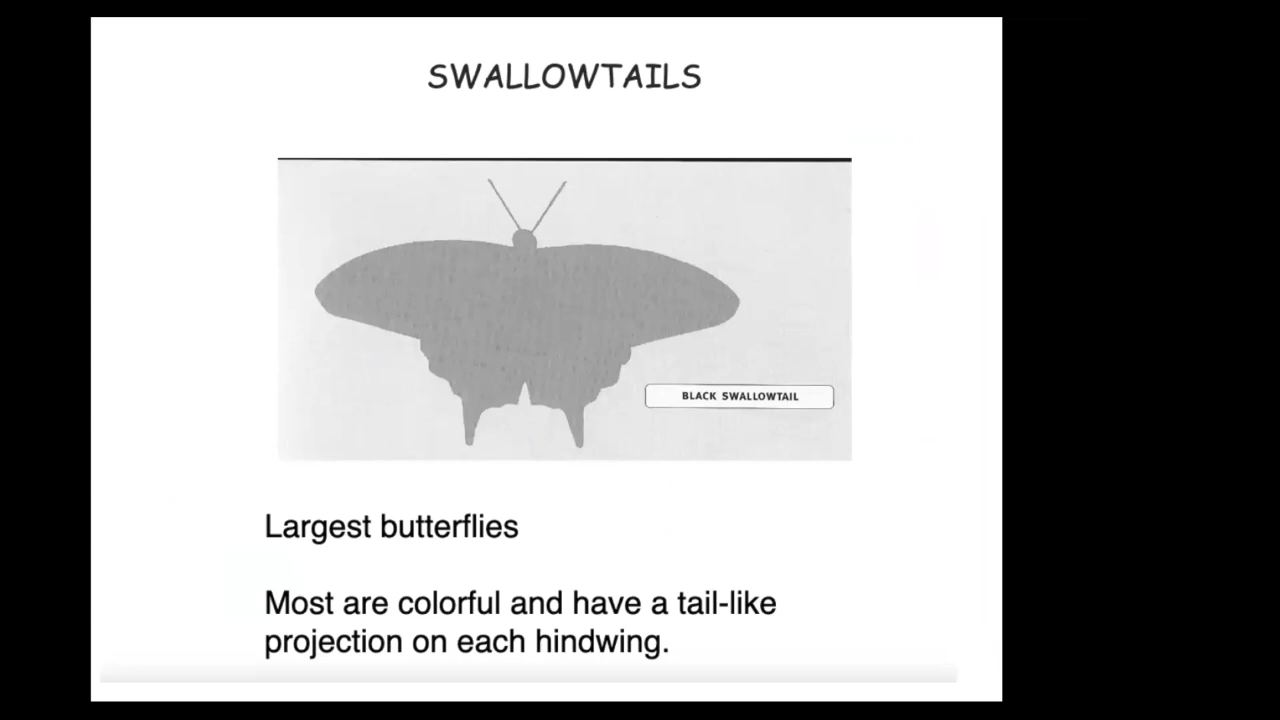 SWALLOWTAILS
BLACK SWALLOWTAIL
Largest butterflies
Most are colorful and have a tail-like
projection on each hindwing.